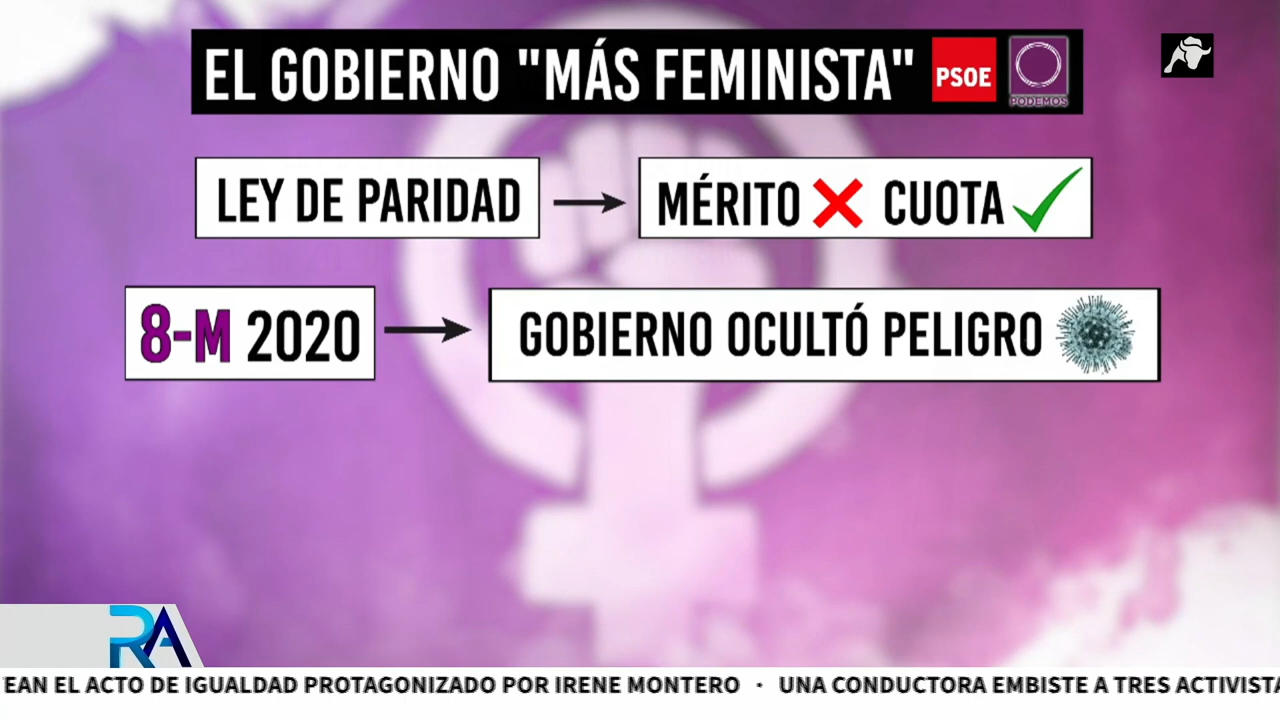 EL GOBIERNO "MÁS FEMINISTA" PSOE PODEMOS
LEY DE PARIDAD MÉRITO CUOTA
8-M 2020 GOBIERNO OCULTÓ PELIGRO
RA
EAN EL ACTO DE IGUALDAD PROTAGONIZADO POR IRENE MONTERO · UNA CONDUCTORA EMBISTE A TRES ACTIVISTA